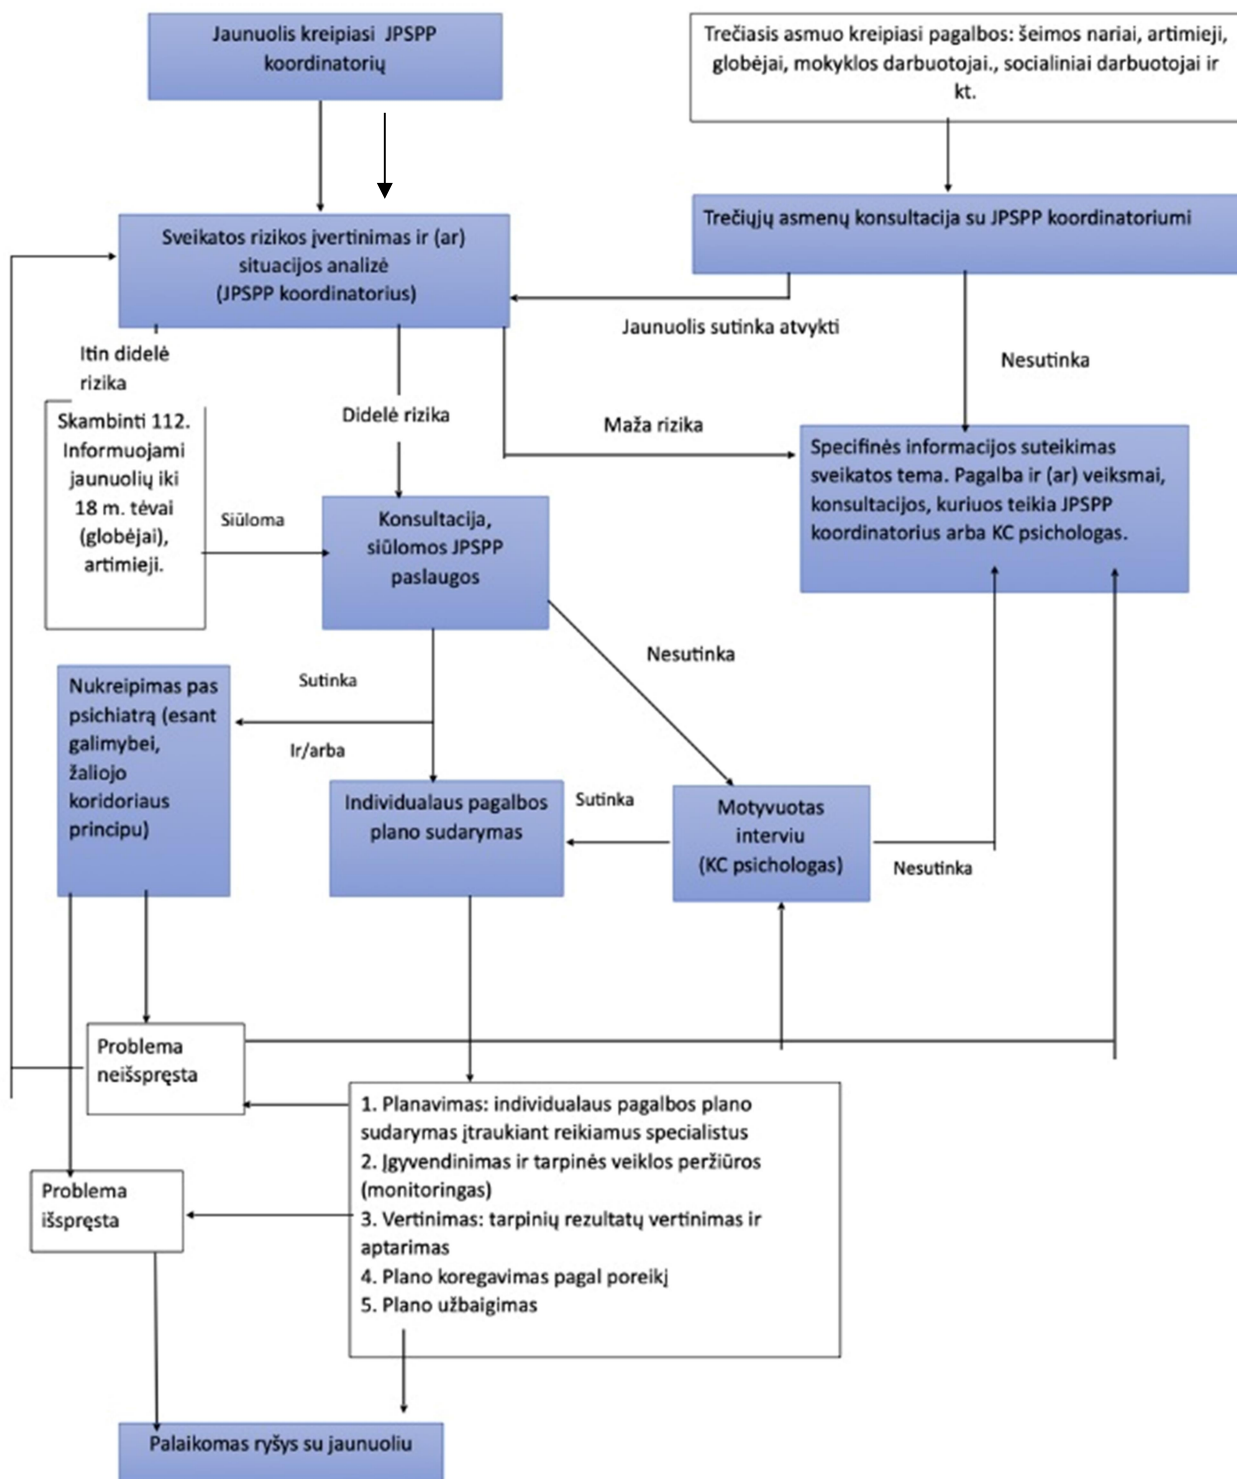 Jaunuolis kreipiasi JPSPP
koordinatorių
Trečiasis asmuo kreipiasi pagalbos: šeimos nariai, artimieji,
globėjai, mokyklos darbuotojai., socialiniai darbuotojai ir
kt.
Sveikatos rizikos įvertinimas ir (ar)
situacijos analizė
(JPSPP koordinatorius)
Trečiųjų asmenų konsultacija su JPSPP koordinatoriumi
Jaunuolis sutinka atvykti
Nesutinka
Itin didelė
rizika
Didelė rizika
Maža rizika
Skambinti 112.
Informuojami
jaunuolių iki
18 m. tėvai
(globėjai),
artimieji.
Siūloma
Konsultacija,
siūlomos JPSPP
paslaugos
Specifinės informacijos suteikimas
sveikatos tema. Pagalba ir (ar) veiksmai,
konsultacijos, kuriuos teikia JPSPP
koordinatorius arba KC psichologas.
Nesutinka
Sutinka
Ir/arba
Nukreipimas pas
psichiatrą (esant
galimybei,
žaliojo
koridoriaus
principu)
Individualaus pagalbos
plano sudarymas
Sutinka
Motyvuotas
interviu
(KC psichologas)
Nesutinka
Problema
neišspręsta
Problema
išspręsta
1. Planavimas: individualaus pagalbos plano
sudarymas įtraukiant reikiamus specialistus
2. Įgyvendinimas ir tarpinės veiklos peržiūros
(monitoringas)
3. Vertinimas: tarpinių rezultatų vertinimas ir
aptarimas
4. Plano koregavimas pagal poreikį
5. Plano užbaigimas
Palaikomas ryšys su jaunuoliu